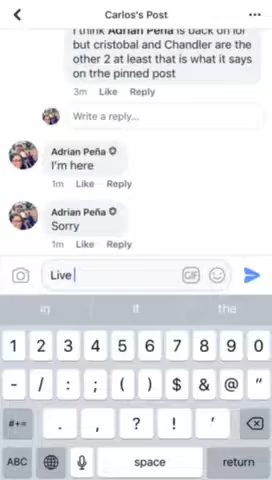 Carlos's Post
I think Adrian Peña is back on for
but cristobal and Chandler are the
other 2 at least that is what it says
on trhe pinned post
3m Like Reply
Write a reply...
Adrian Peña
I'm here
1m Like Reply
Adrian Peña
Sorry
1m Like Reply
Live
GIF
in it the
1 2 3 4 5 6 7 8 9 0
- / : ; ( ) $ & @ "
#+= . , ? ! '
ABC space return